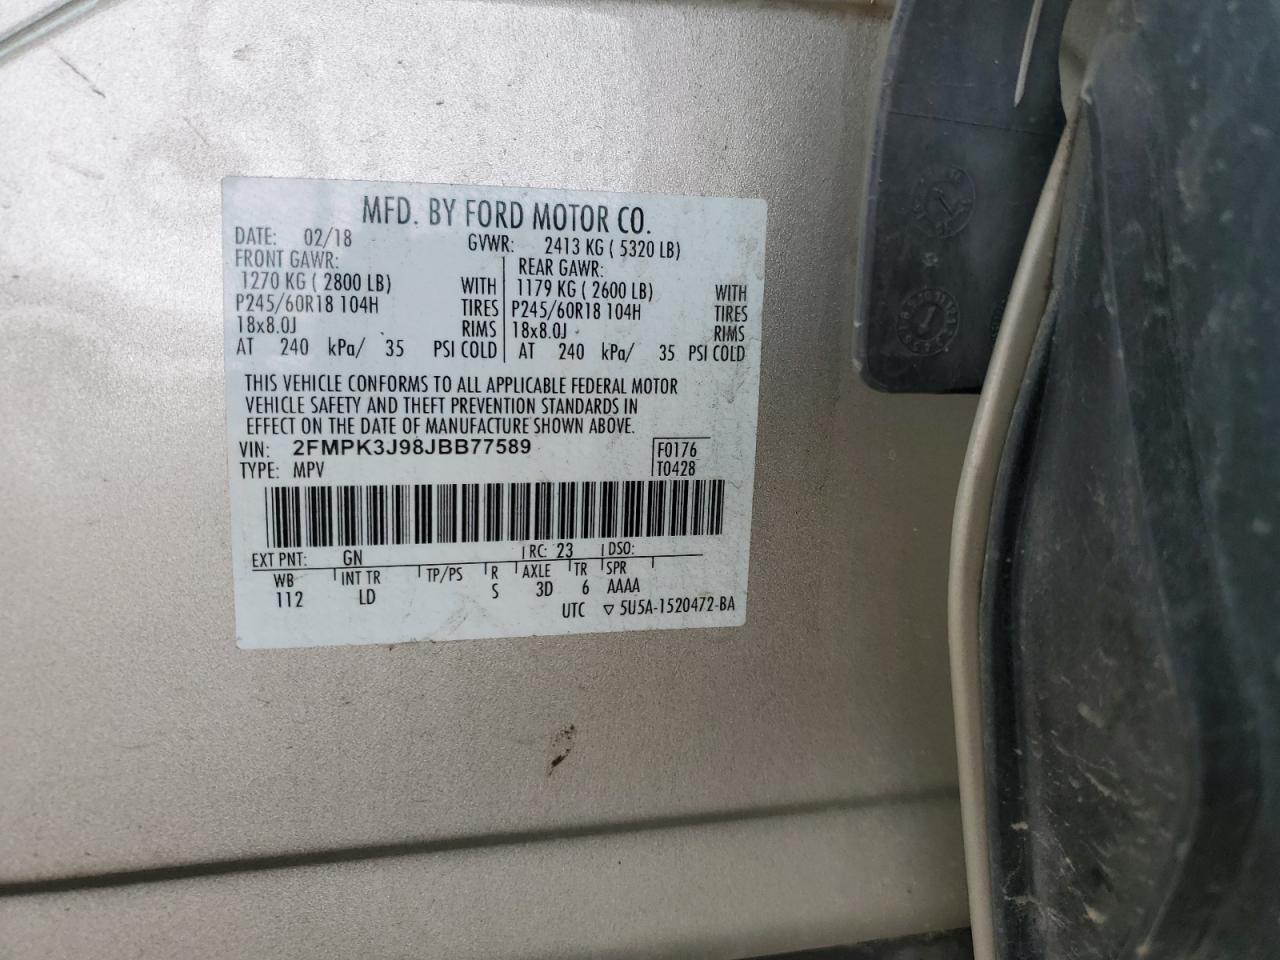 MFD. BY FORD MOTOR CO.
DATE: 02/18 GVWR: 2413 KG ( 5320 LB)
FRONT GAWR: REAR GAWR:
1270 KG ( 2800 LB) WITH 1179 KG ( 2600 LB) WITH
P245/60R18 104H TIRES P245/60R18 104H TIRES
18x8.0J RIMS 18x8.0J RIMS
AT 240 kPa/ 35 PSI COLD AT 240 kPa/ 35 PSI COLD
THIS VEHICLE CONFORMS TO ALL APPLICABLE FEDERAL MOTOR
VEHICLE SAFETY AND THEFT PREVENTION STANDARDS IN
EFFECT ON THE DATE OF MANUFACTURE SHOWN ABOVE.
VIN: 2FMPK3J98JBB77589 F0176
TYPE: MPV T0428
EXT PNT: GN RC: 23 DSO:
WB INT TR TP/PS R AXLE TR SPR
112 LD S 3D 6 AAAA
UTC ▽ 5U5A-1520472-BA